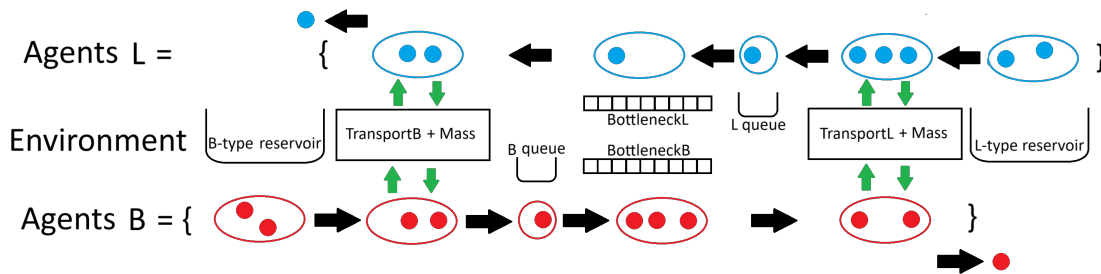 Agents L = {
}
BottleneckL
L queue
Environment
B-type reservoir
TransportB + Mass
B queue
BottleneckB
TransportL + Mass
L-type reservoir
Agents B = {
}